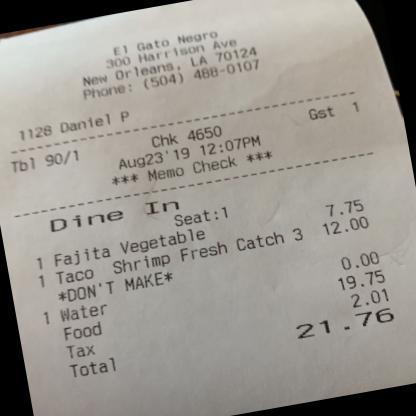 El Gato Negro
300 Harrison Ave
New Orleans, LA 70124
Phone: (504) 488-0107
1128 Daniel P
Tbl 90/1 Chk 4650 Gst 1
Aug23'19 12:07PM
*** Memo Check ***
Dine In
Seat:1
1 Fajita Vegetable 7.75
1 Taco Shrimp Fresh Catch 3 12.00
*DON'T MAKE*
1 Water 0.00
Food 19.75
Tax 2.01
Total 21.76